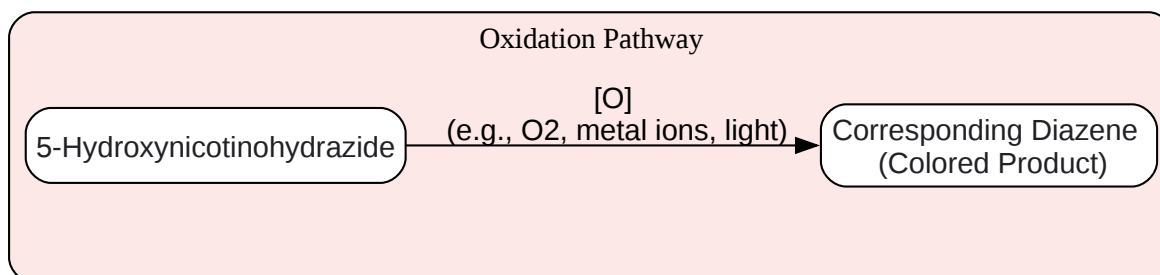 Oxidation Pathway
[O]
(e.g., O2, metal ions, light)
5-Hydroxynicotinohydrazide
Corresponding Diazene
(Colored Product)